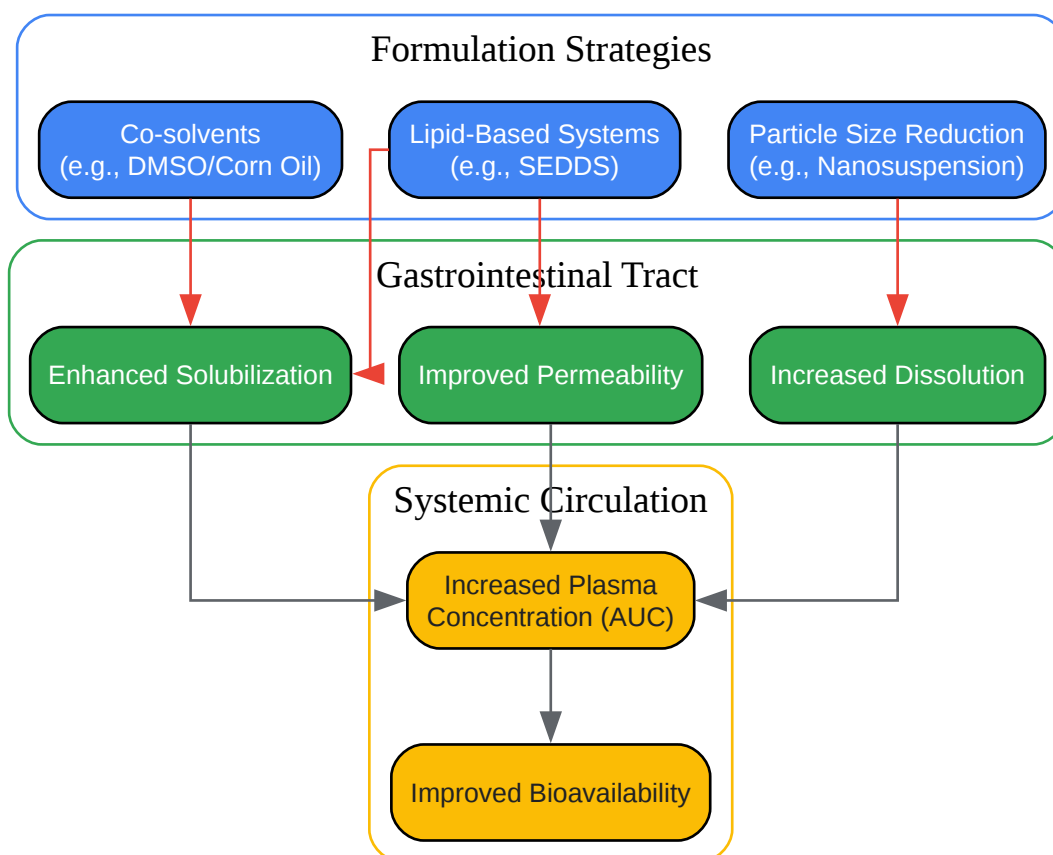 Formulation Strategies
Co-solvents
(e.g., DMSO/Corn Oil)
Lipid-Based Systems
(e.g., SEDDS)
Particle Size Reduction
(e.g., Nanosuspension)
Gastrointestinal Tract
Enhanced Solubilization
Improved Permeability
Increased Dissolution
Systemic Circulation
Increased Plasma
Concentration (AUC)
Improved Bioavailability